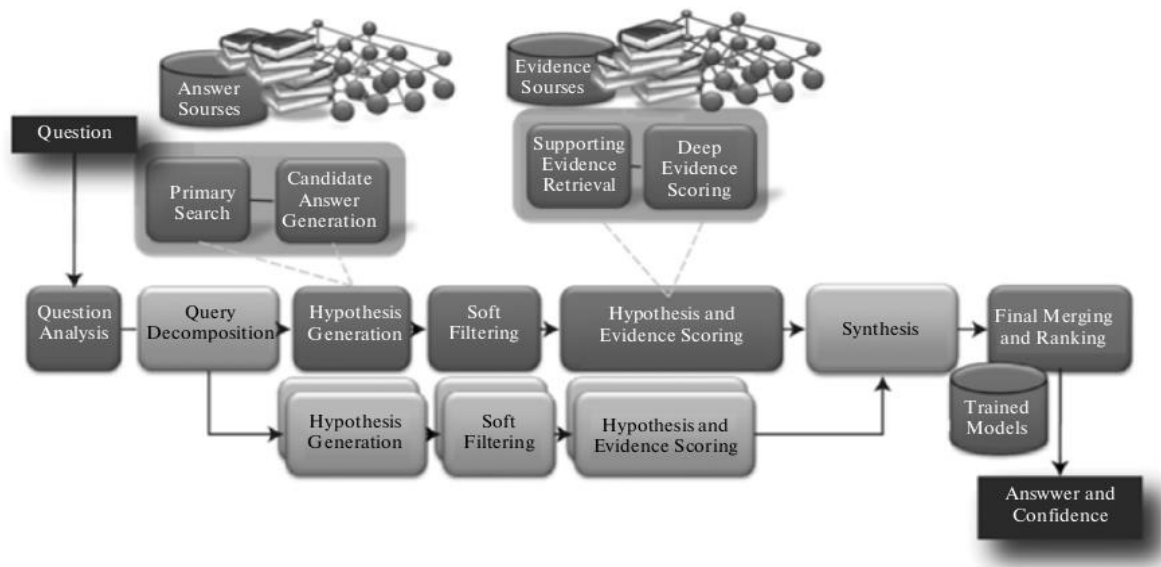 Answer
Sourses
Evidence
Sourses
Question
Primary
Search
Candidate
Answer
Generation
Supporting
Evidence
Retrieval
Deep
Evidence
Scoring
Question
Analysis
Query
Decomposition
Hypothesis
Generation
Soft
Filtering
Hypothesis and
Evidence Scoring
Synthesis
Final Merging
and Ranking
Trained
Models
Hypothesis
Generation
Soft
Filtering
Hypothesis and
Evidence Scoring
Answwer and
Confidence